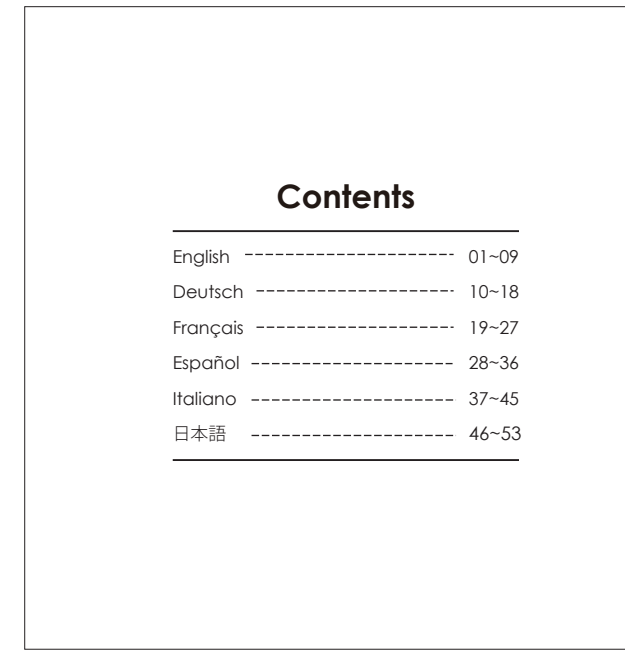 Contents
English -------------------- 01~09
Deutsch -------------------- 10~18
Français -------------------- 19~27
Español -------------------- 28~36
Italiano -------------------- 37~45
日本語 -------------------- 46~53